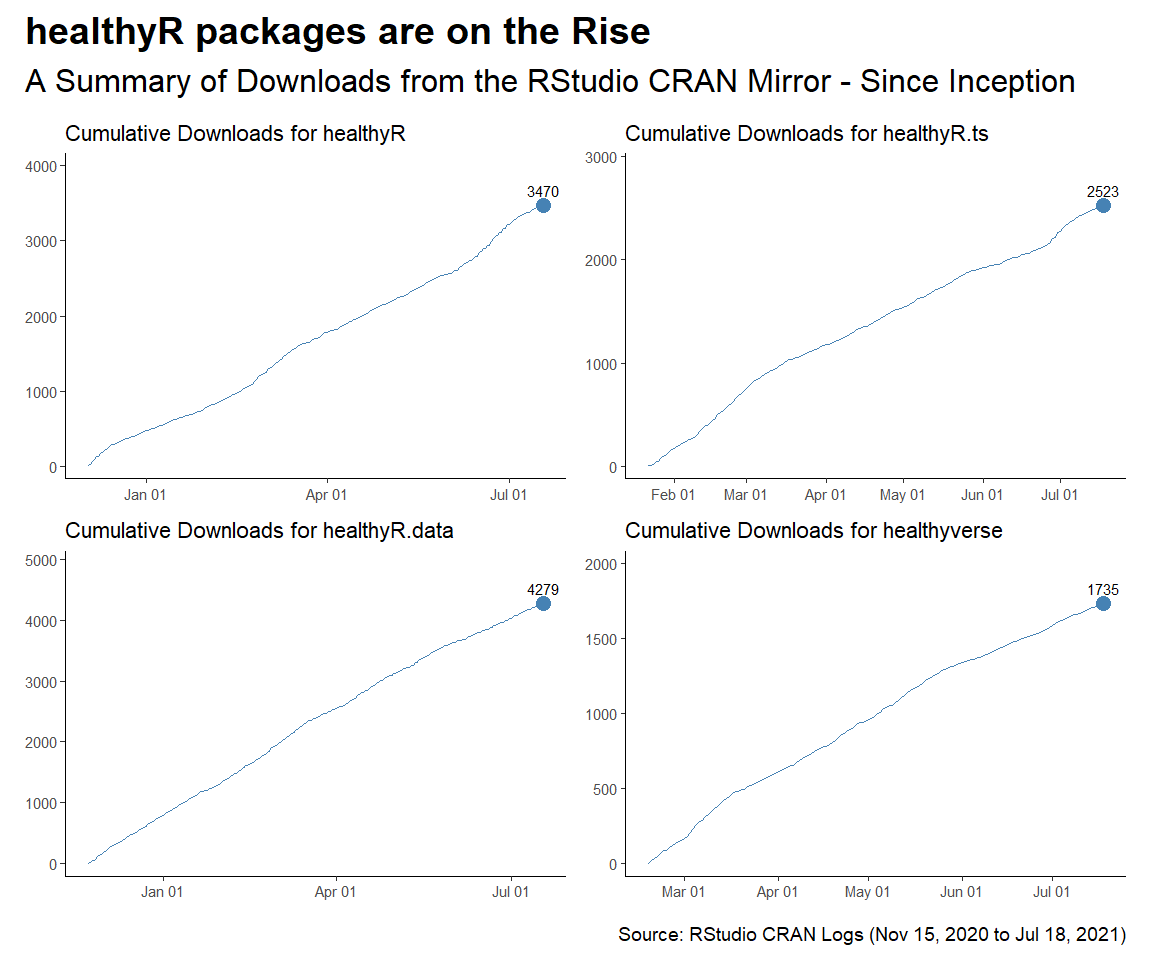 healthyR packages are on the Rise
A Summary of Downloads from the RStudio CRAN Mirror - Since Inception
Cumulative Downloads for healthyR
4000
3000
2000
1000
0
3470
Jan 01 Apr 01 Jul 01
Cumulative Downloads for healthyR.ts
3000
2000
1000
0
2523
Feb 01 Mar 01 Apr 01 May 01 Jun 01 Jul 01
Cumulative Downloads for healthyR.data
5000
4000
3000
2000
1000
0
4279
Jan 01 Apr 01 Jul 01
Cumulative Downloads for healthyverse
2000
1500
1000
500
0
1735
Mar 01 Apr 01 May 01 Jun 01 Jul 01
Source: RStudio CRAN Logs (Nov 15, 2020 to Jul 18, 2021)